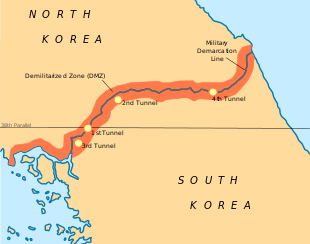 NORTH
KOREA
Military
Demarcation
Line
Demilitarized Zone (DMZ)
2nd Tunnel
4th Tunnel
38th Parallel
1st Tunnel
3rd Tunnel
SOUTH
KOREA